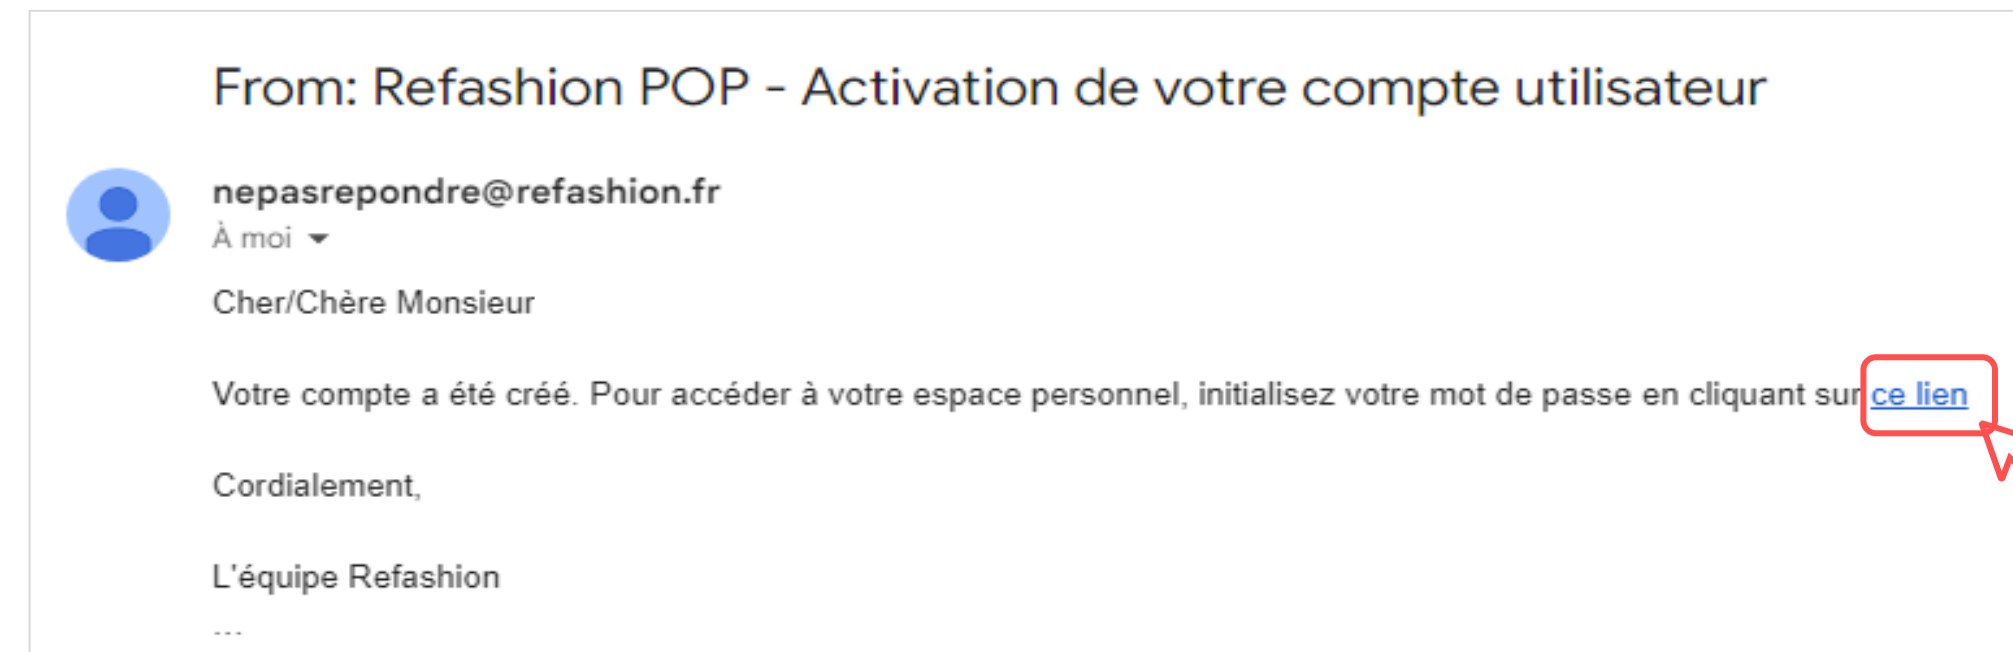 From: Refashion POP - Activation de votre compte utilisateur
nepasrepondre@refashion.fr
À moi
Cher/Chère Monsieur
Votre compte a été créé. Pour accéder à votre espace personnel, initialisez votre mot de passe en cliquant sur ce lien
Cordialement,
L'équipe Refashion
...